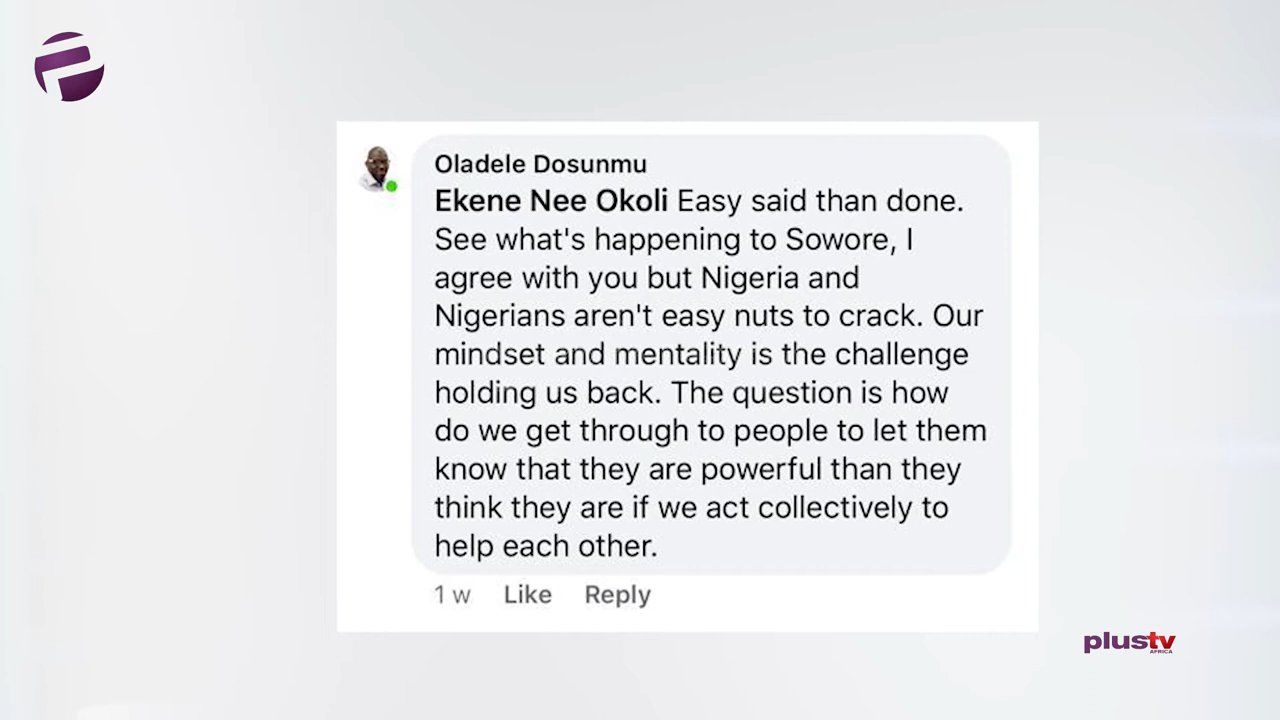 Oladele Dosunmu
Ekene Nee Okoli Easy said than done.
See what's happening to Sowore, I
agree with you but Nigeria and
Nigerians aren't easy nuts to crack. Our
mindset and mentality is the challenge
holding us back. The question is how
do we get through to people to let them
know that they are powerful than they
think they are if we act collectively to
help each other.
1 w Like Reply
plustv
AFRICA